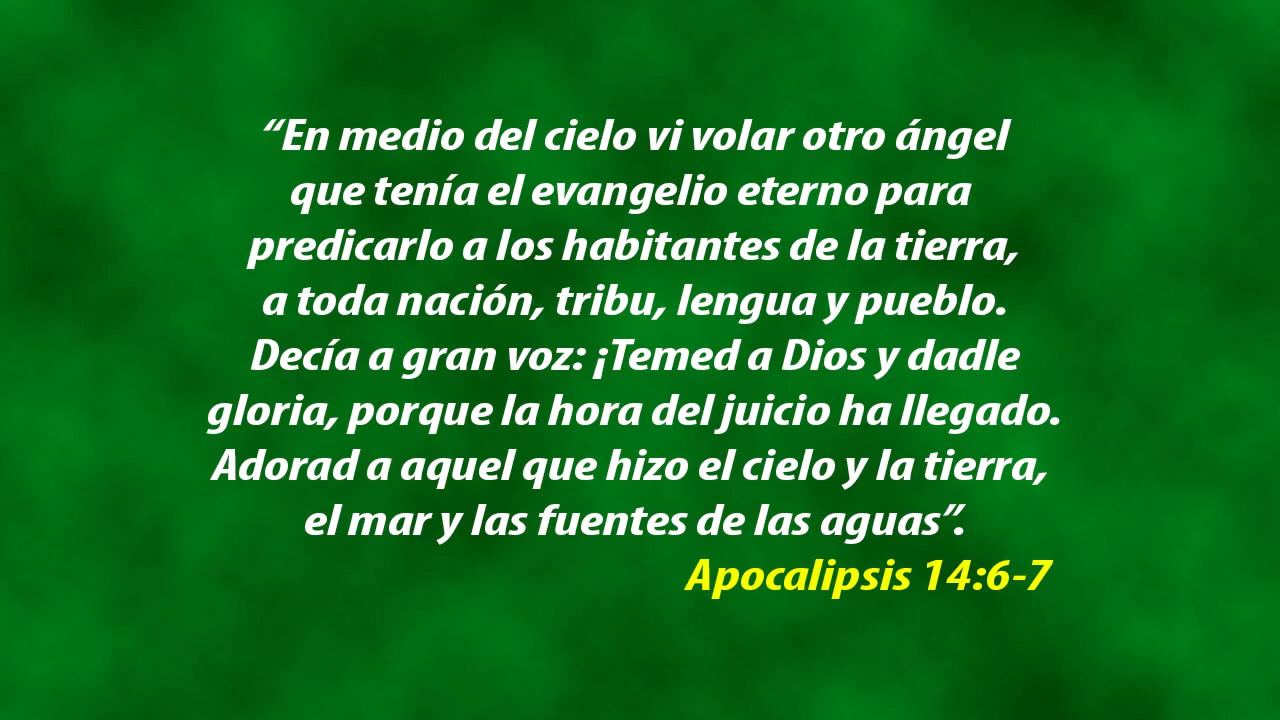 “En medio del cielo vi volar otro ángel
que tenía el evangelio eterno para
predicarlo a los habitantes de la tierra,
a toda nación, tribu, lengua y pueblo.
Decía a gran voz: ¡Temed a Dios y dadle
gloria, porque la hora del juicio ha llegado.
Adorad a aquel que hizo el cielo y la tierra,
el mar y las fuentes de las aguas”.
Apocalipsis 14:6-7